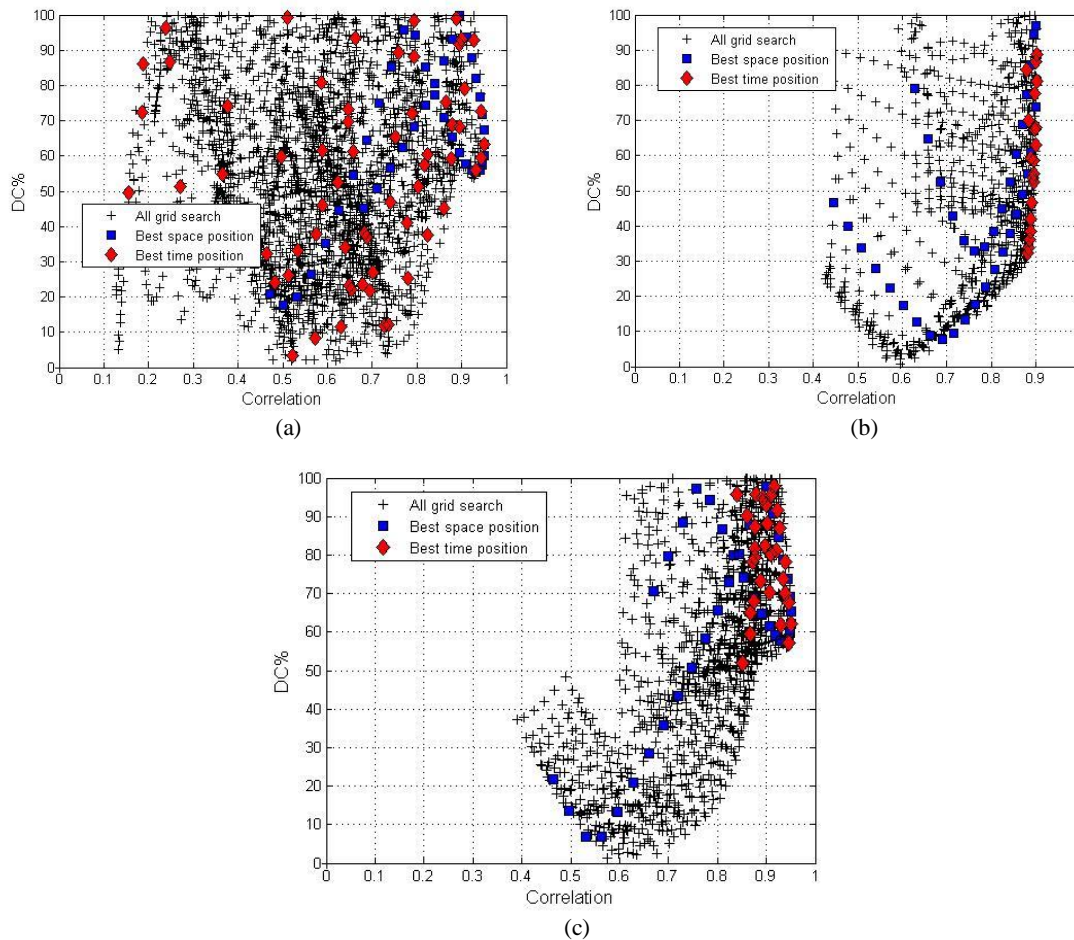 100
90
80
70
60
50
40
30
20
10
0
DC%
All grid search
Best space position
Best time position
0 0.1 0.2 0.3 0.4 0.5 0.6 0.7 0.8 0.9 1
Correlation
(a)
100
90
80
70
60
50
40
30
20
10
0
DC%
All grid search
Best space position
Best time position
0 0.1 0.2 0.3 0.4 0.5 0.6 0.7 0.8 0.9
Correlation
(b)
100
90
80
70
60
50
40
30
20
10
0
DC%
All grid search
Best space position
Best time position
0 0.1 0.2 0.3 0.4 0.5 0.6 0.7 0.8 0.9 1
Correlation
(c)